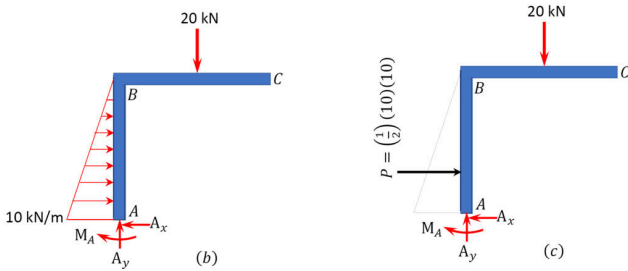 20 kN
B
C
10 kN/m
A
A_x
M_A
A_y
(b)
20 kN
B
P = (1/2) (10)(10)
A
A_x
M_A
A_y
(c)